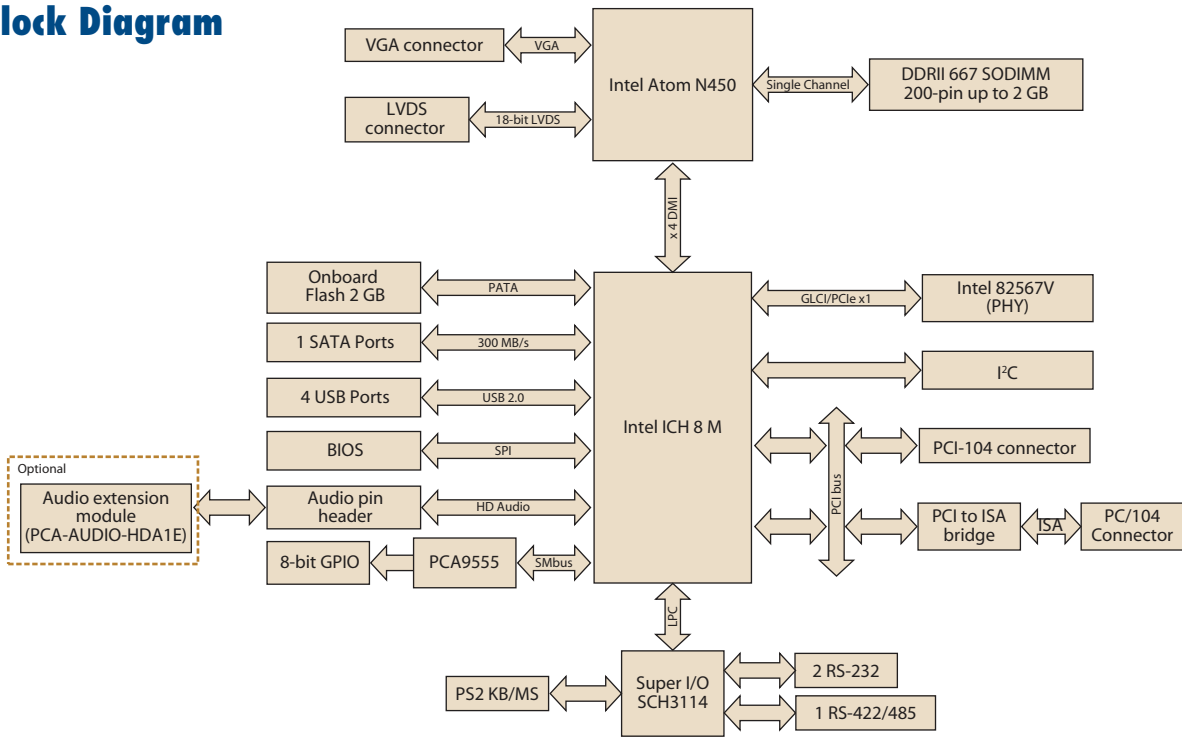 lock Diagram
VGA connector
VGA
Intel Atom N450
Single Channel
DDRII 667 SODIMM
200-pin up to 2 GB
LVDS
connector
18-bit LVDS
x 4 DMI
Onboard
Flash 2 GB
PATA
1 SATA Ports
300 MB/s
4 USB Ports
USB 2.0
BIOS
SPI
Optional
Audio extension
module
(PCA-AUDIO-HDA1E)
Audio pin
header
HD Audio
8-bit GPIO
PCA9555
SMbus
Intel ICH 8 M
GLCI/PCIe x1
Intel 82567V
(PHY)
I²C
PCI bus
PCI-104 connector
PCI to ISA
bridge
ISA
PC/104
Connector
LPC
Super I/O
SCH3114
PS2 KB/MS
2 RS-232
1 RS-422/485